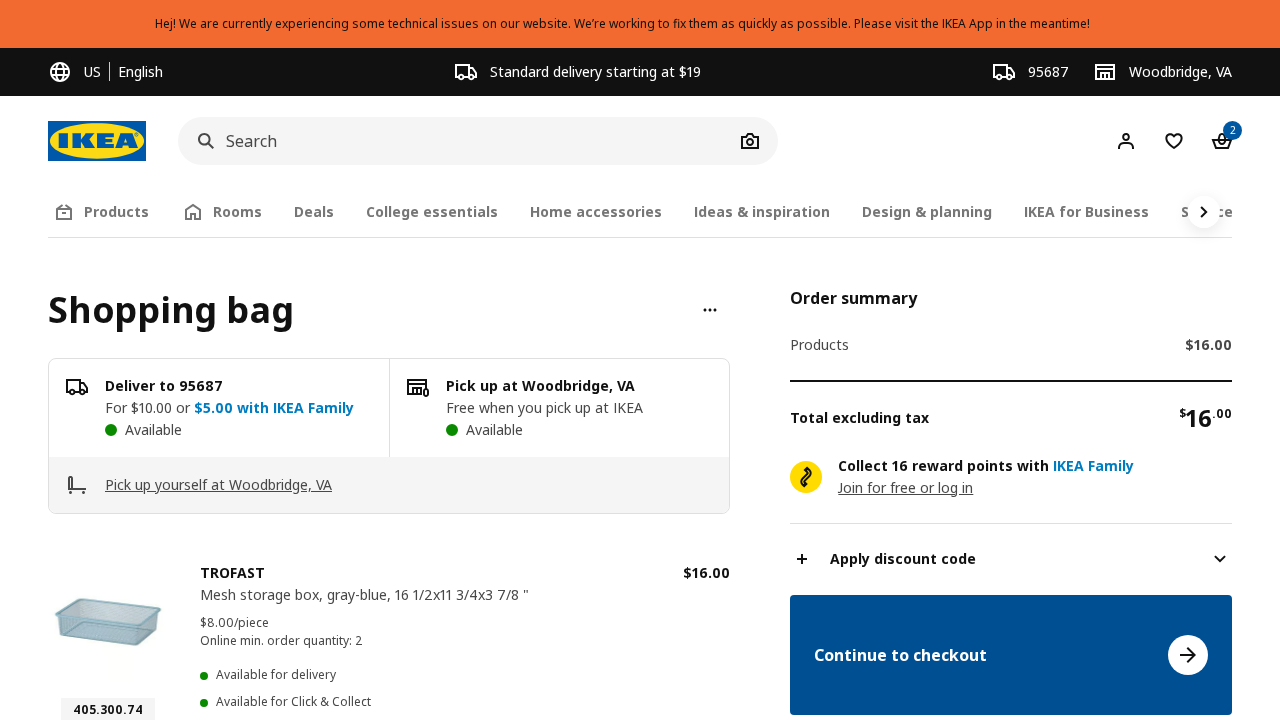 Hej! We are currently experiencing some technical issues on our website. We’re working to fix them as quickly as possible. Please visit the IKEA App in the meantime!
US English
Standard delivery starting at $19
95687
Woodbridge, VA
IKEA
Search
2
Products
Rooms
Deals
College essentials
Home accessories
Ideas & inspiration
Design & planning
IKEA for Business
Shopping bag
Deliver to 95687
For $10.00 or $5.00 with IKEA Family
Available
Pick up at Woodbridge, VA
Free when you pick up at IKEA
Available
Pick up yourself at Woodbridge, VA
TROFAST
$16.00
Mesh storage box, gray-blue, 16 1/2x11 3/4x3 7/8 "
$8.00/piece
Online min. order quantity: 2
Available for delivery
Available for Click & Collect
405.300.74
Order summary
Products $16.00
Total excluding tax $16.00
Collect 16 reward points with IKEA Family
Join for free or log in
Apply discount code
Continue to checkout